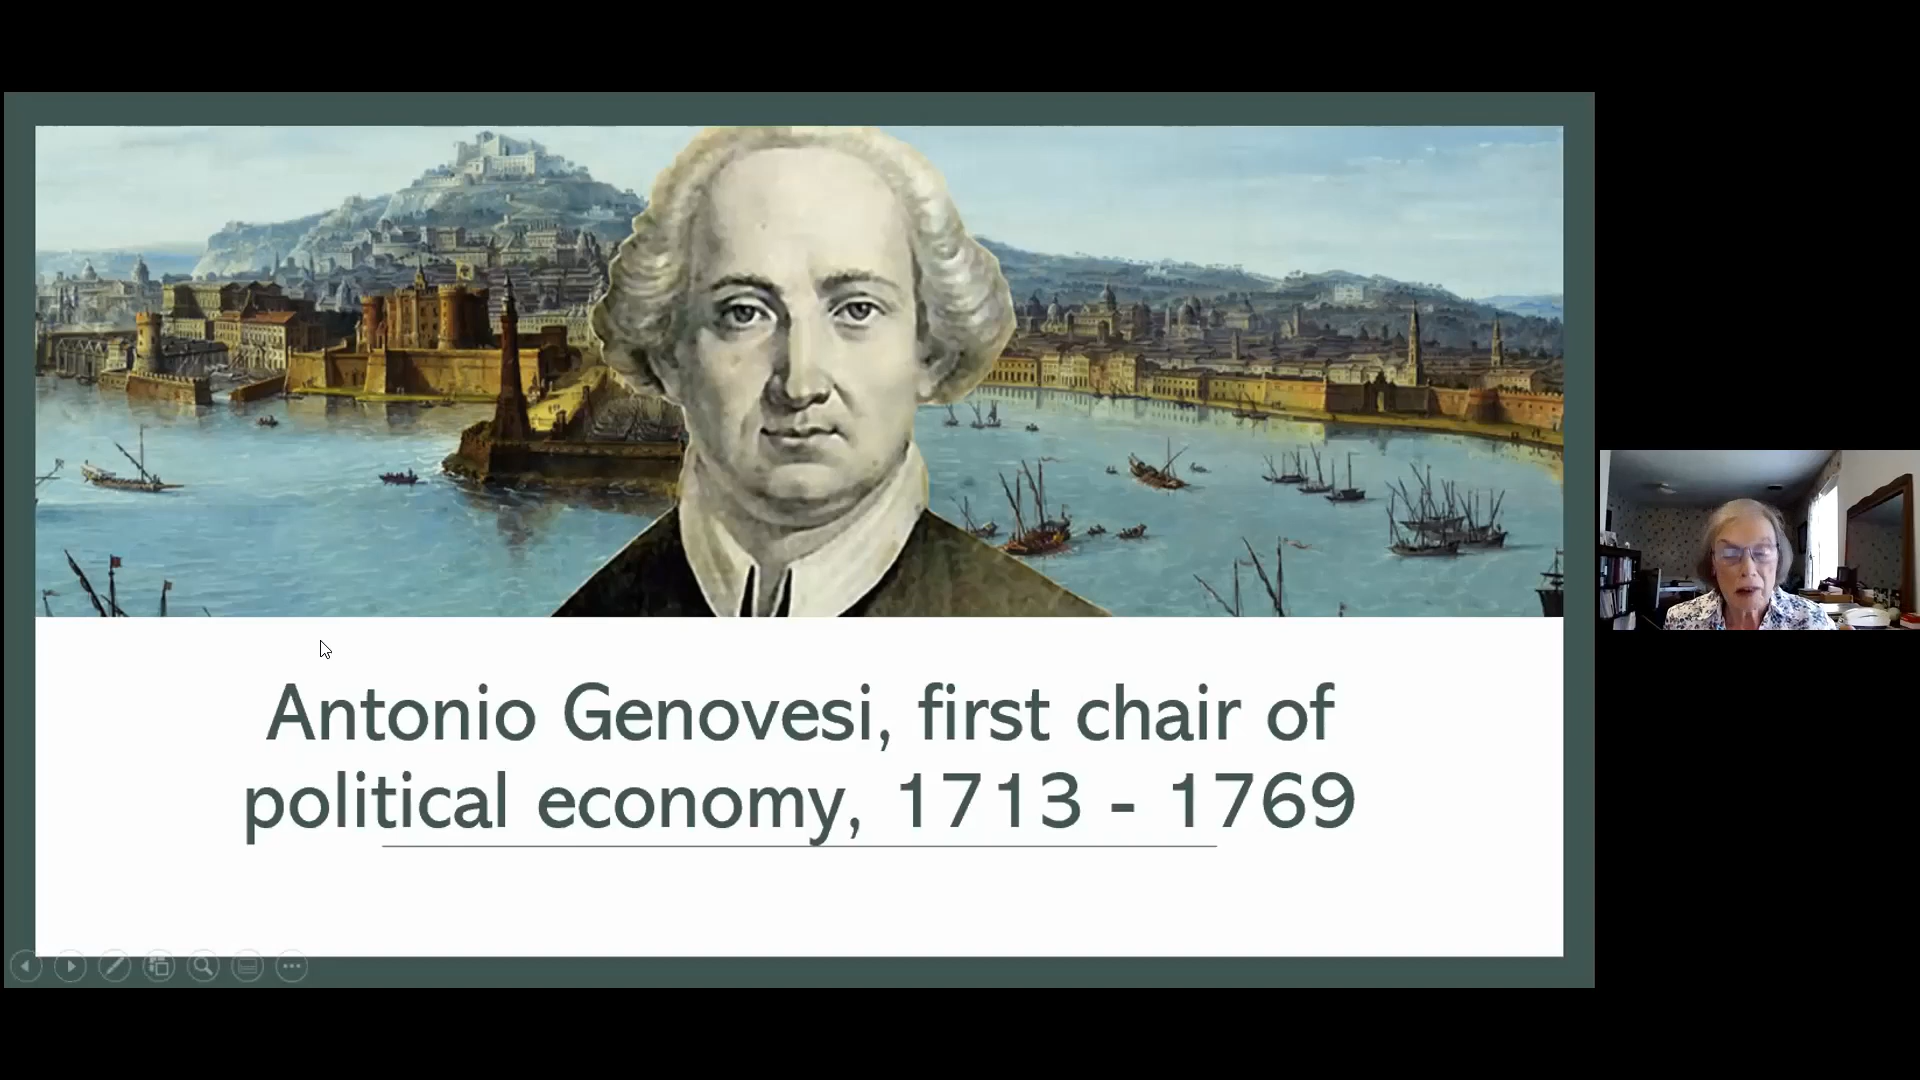 Antonio Genovesi, first chair of
political economy, 1713 - 1769